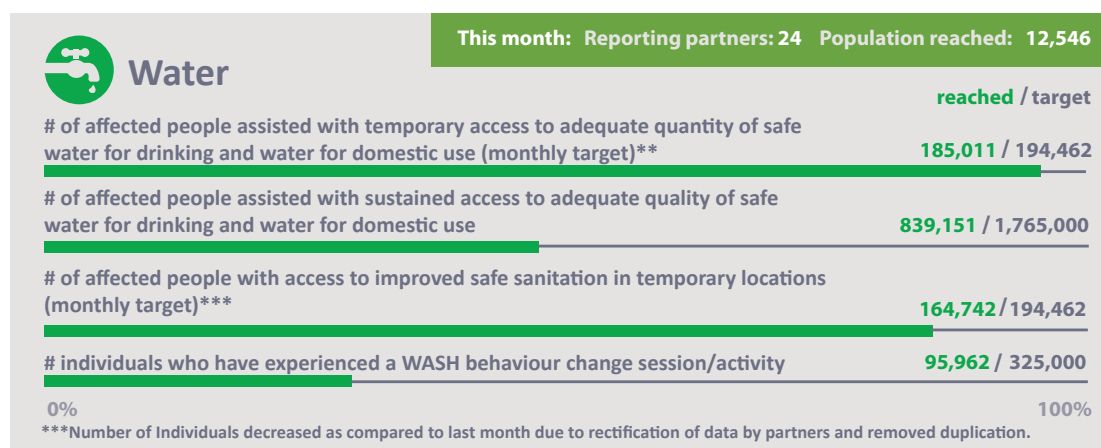 This month: Reporting partners: 24 Population reached: 12,546
Water
reached / target
# of affected people assisted with temporary access to adequate quantity of safe
water for drinking and water for domestic use (monthly target)** 185,011 / 194,462
# of affected people assisted with sustained access to adequate quality of safe
water for drinking and water for domestic use 839,151 / 1,765,000
# of affected people with access to improved safe sanitation in temporary locations
(monthly target)*** 164,742/194,462
# individuals who have experienced a WASH behaviour change session/activity 95,962 / 325,000
0% 100%
***Number of Individuals decreased as compared to last month due to rectification of data by partners and removed duplication.